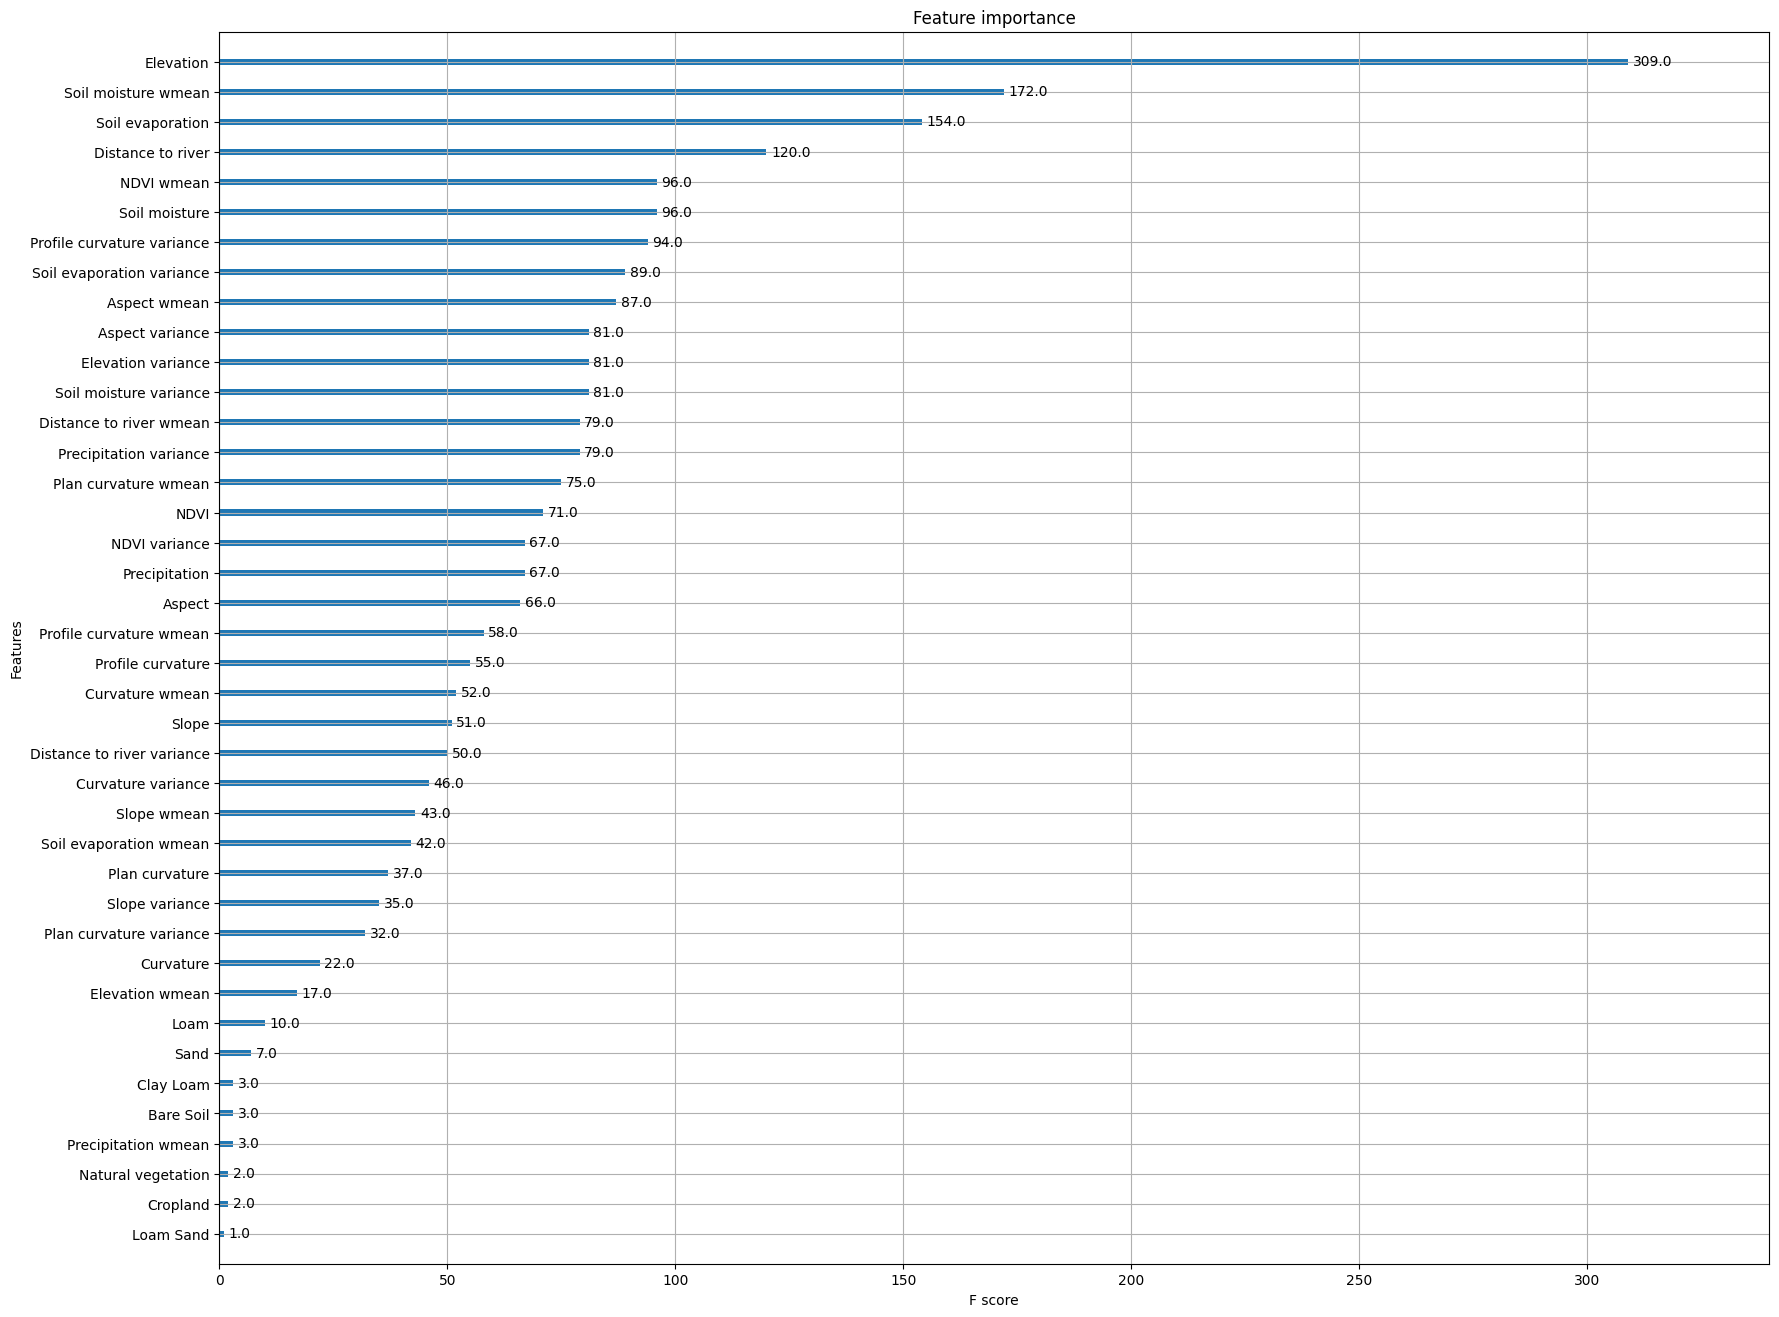 Feature importance
Elevation 309.0
Soil moisture wmean 172.0
Soil evaporation 154.0
Distance to river 120.0
NDVI wmean 96.0
Soil moisture 96.0
Profile curvature variance 94.0
Soil evaporation variance 89.0
Aspect wmean 87.0
Aspect variance 81.0
Elevation variance 81.0
Soil moisture variance 81.0
Distance to river wmean 79.0
Precipitation variance 79.0
Plan curvature wmean 75.0
NDVI 71.0
NDVI variance 67.0
Precipitation 67.0
Aspect 66.0
Profile curvature wmean 58.0
Profile curvature 55.0
Curvature wmean 52.0
Slope 51.0
Distance to river variance 50.0
Curvature variance 46.0
Slope wmean 43.0
Soil evaporation wmean 42.0
Plan curvature 37.0
Slope variance 35.0
Plan curvature variance 32.0
Curvature 22.0
Elevation wmean 17.0
Loam 10.0
Sand 7.0
Clay Loam 3.0
Bare Soil 3.0
Precipitation wmean 3.0
Natural vegetation 2.0
Cropland 2.0
Loam Sand 1.0
Features
0 50 100 150 200 250 300
F score